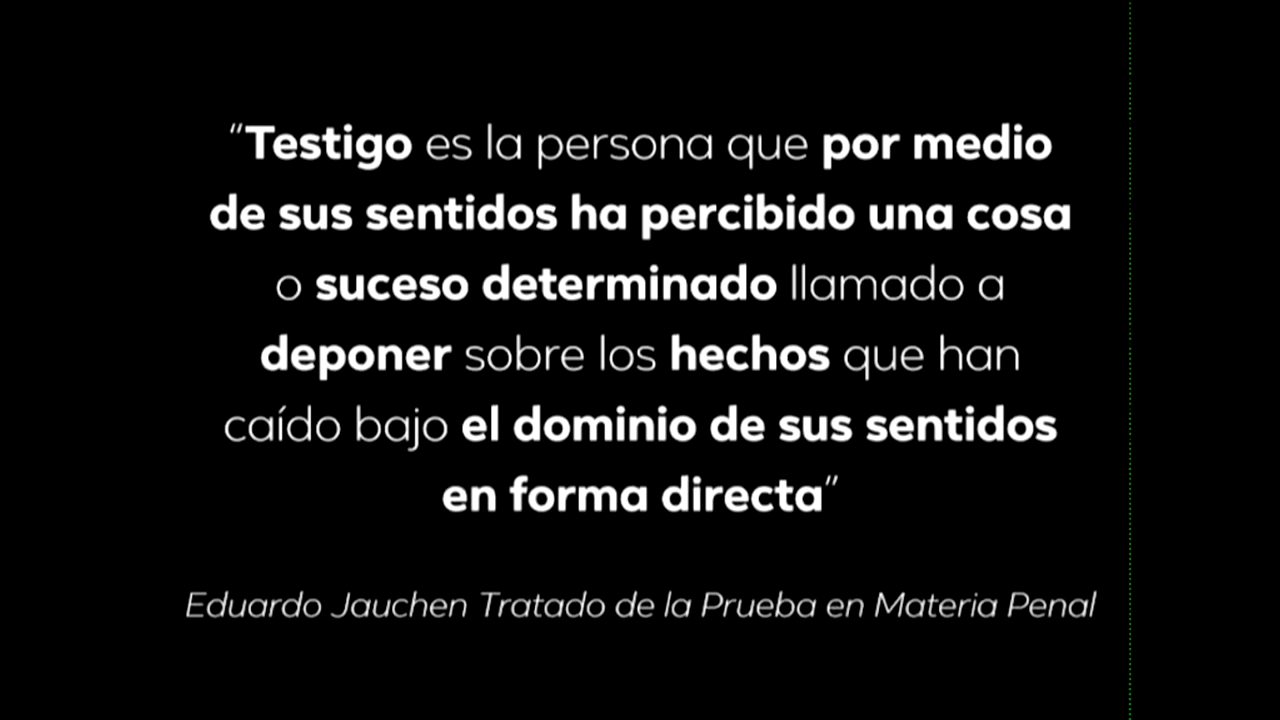 “Testigo es la persona que por medio
de sus sentidos ha percibido una cosa
o suceso determinado llamado a
deponer sobre los hechos que han
caído bajo el dominio de sus sentidos
en forma directa”
Eduardo Jauchen Tratado de la Prueba en Materia Penal